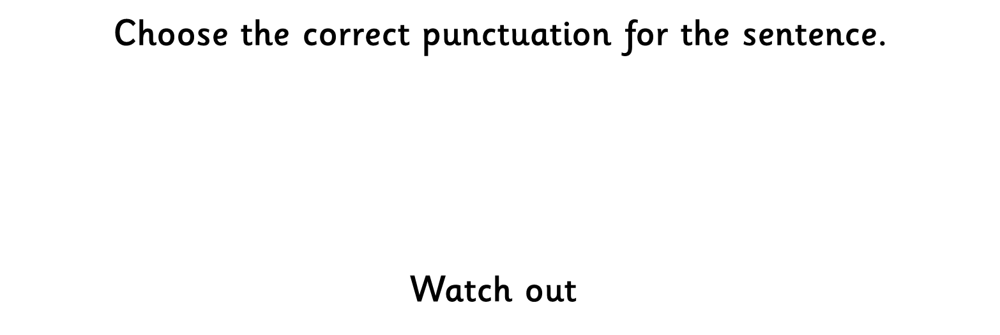 Choose the correct punctuation for the sentence.
Watch out